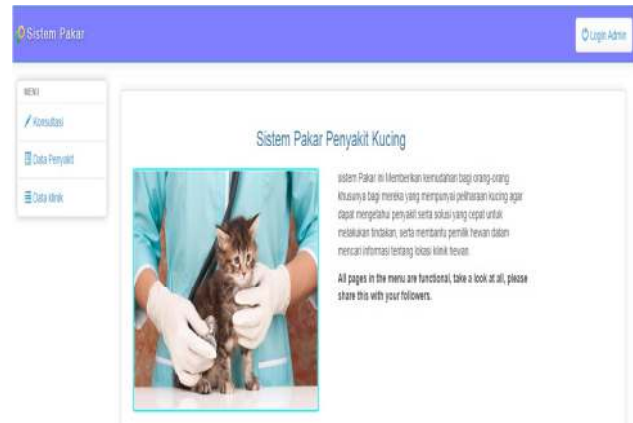 Sistem Pakar
Login Admin
MENU
Konsultasi
Data Penyakit
Data klinik
Sistem Pakar Penyakit Kucing
sistem Pakar ini Memberikan kemudahan bagi orang-orang
khusunya bagi mereka yang mempunyai peliharaan kucing agar
dapat mengetahui penyakit serta solusi yang cepat untuk
melakukan tindakan, serta membantu pemilik hewan dalam
mencari informasi tentang lokasi klinik hewan.
All pages in the menu are functional, take a look at all, please
share this with your followers.